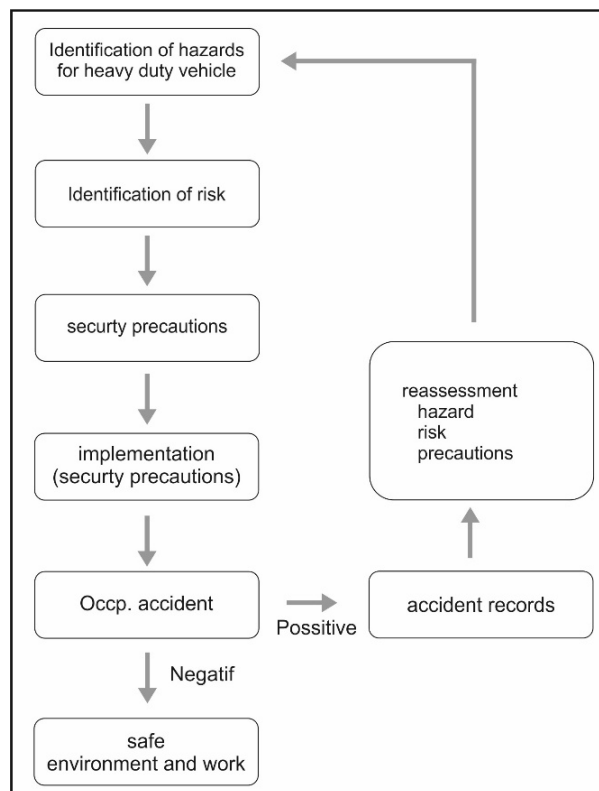 Identification of hazards
for heavy duty vehicle
Identification of risk
securty precautions
implementation
(securty precautions)
Occp. accident
Possitive
accident records
reassessment
hazard
risk
precautions
Negatif
safe
environment and work